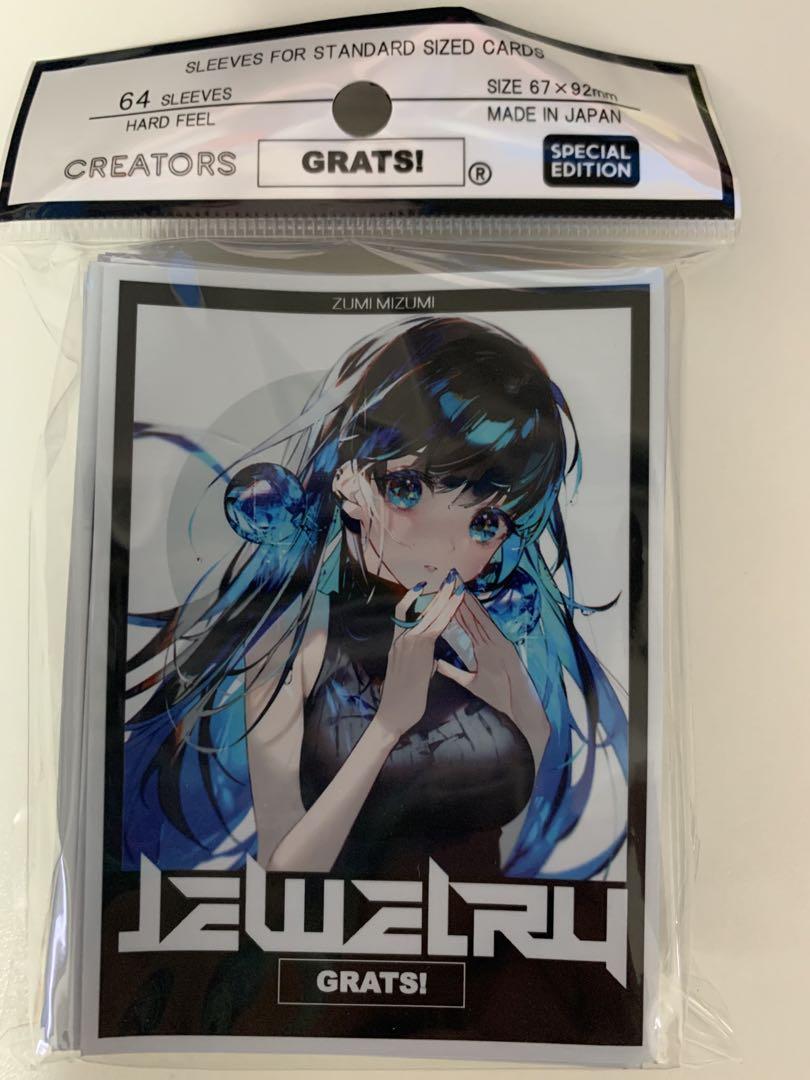 SLEEVES FOR STANDARD SIZED CARDS
64 SLEEVES
HARD FEEL
SIZE 67×92mm
MADE IN JAPAN
CREATORS GRATS! ®
SPECIAL
EDITION
ZUMI MIZUMI
JEWELRY
GRATS!